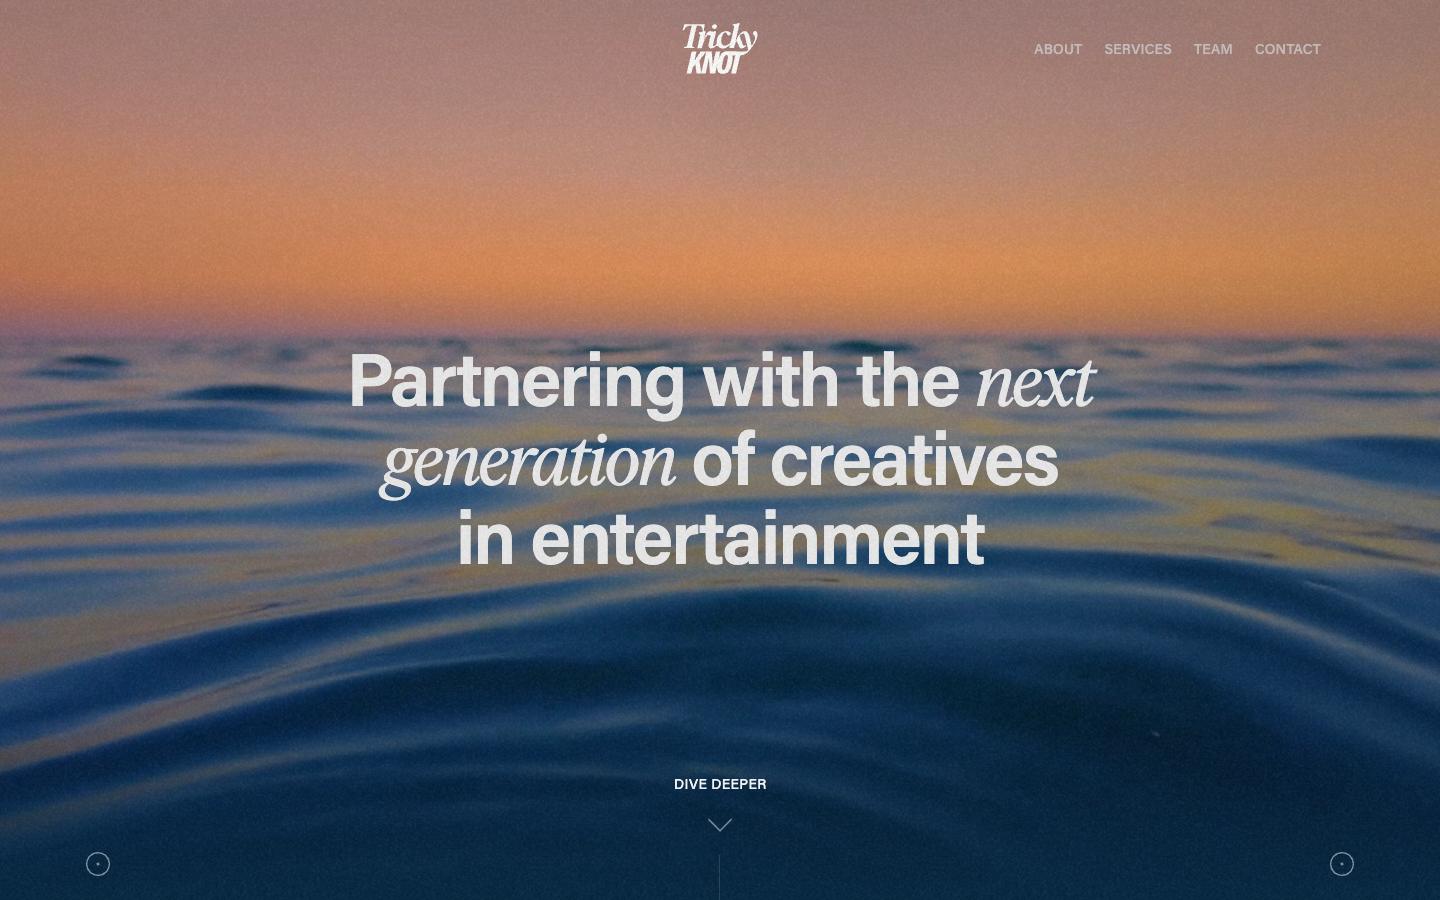 Tricky
KNOT
ABOUT SERVICES TEAM CONTACT
Partnering with the next
generation of creatives
in entertainment
DIVE DEEPER